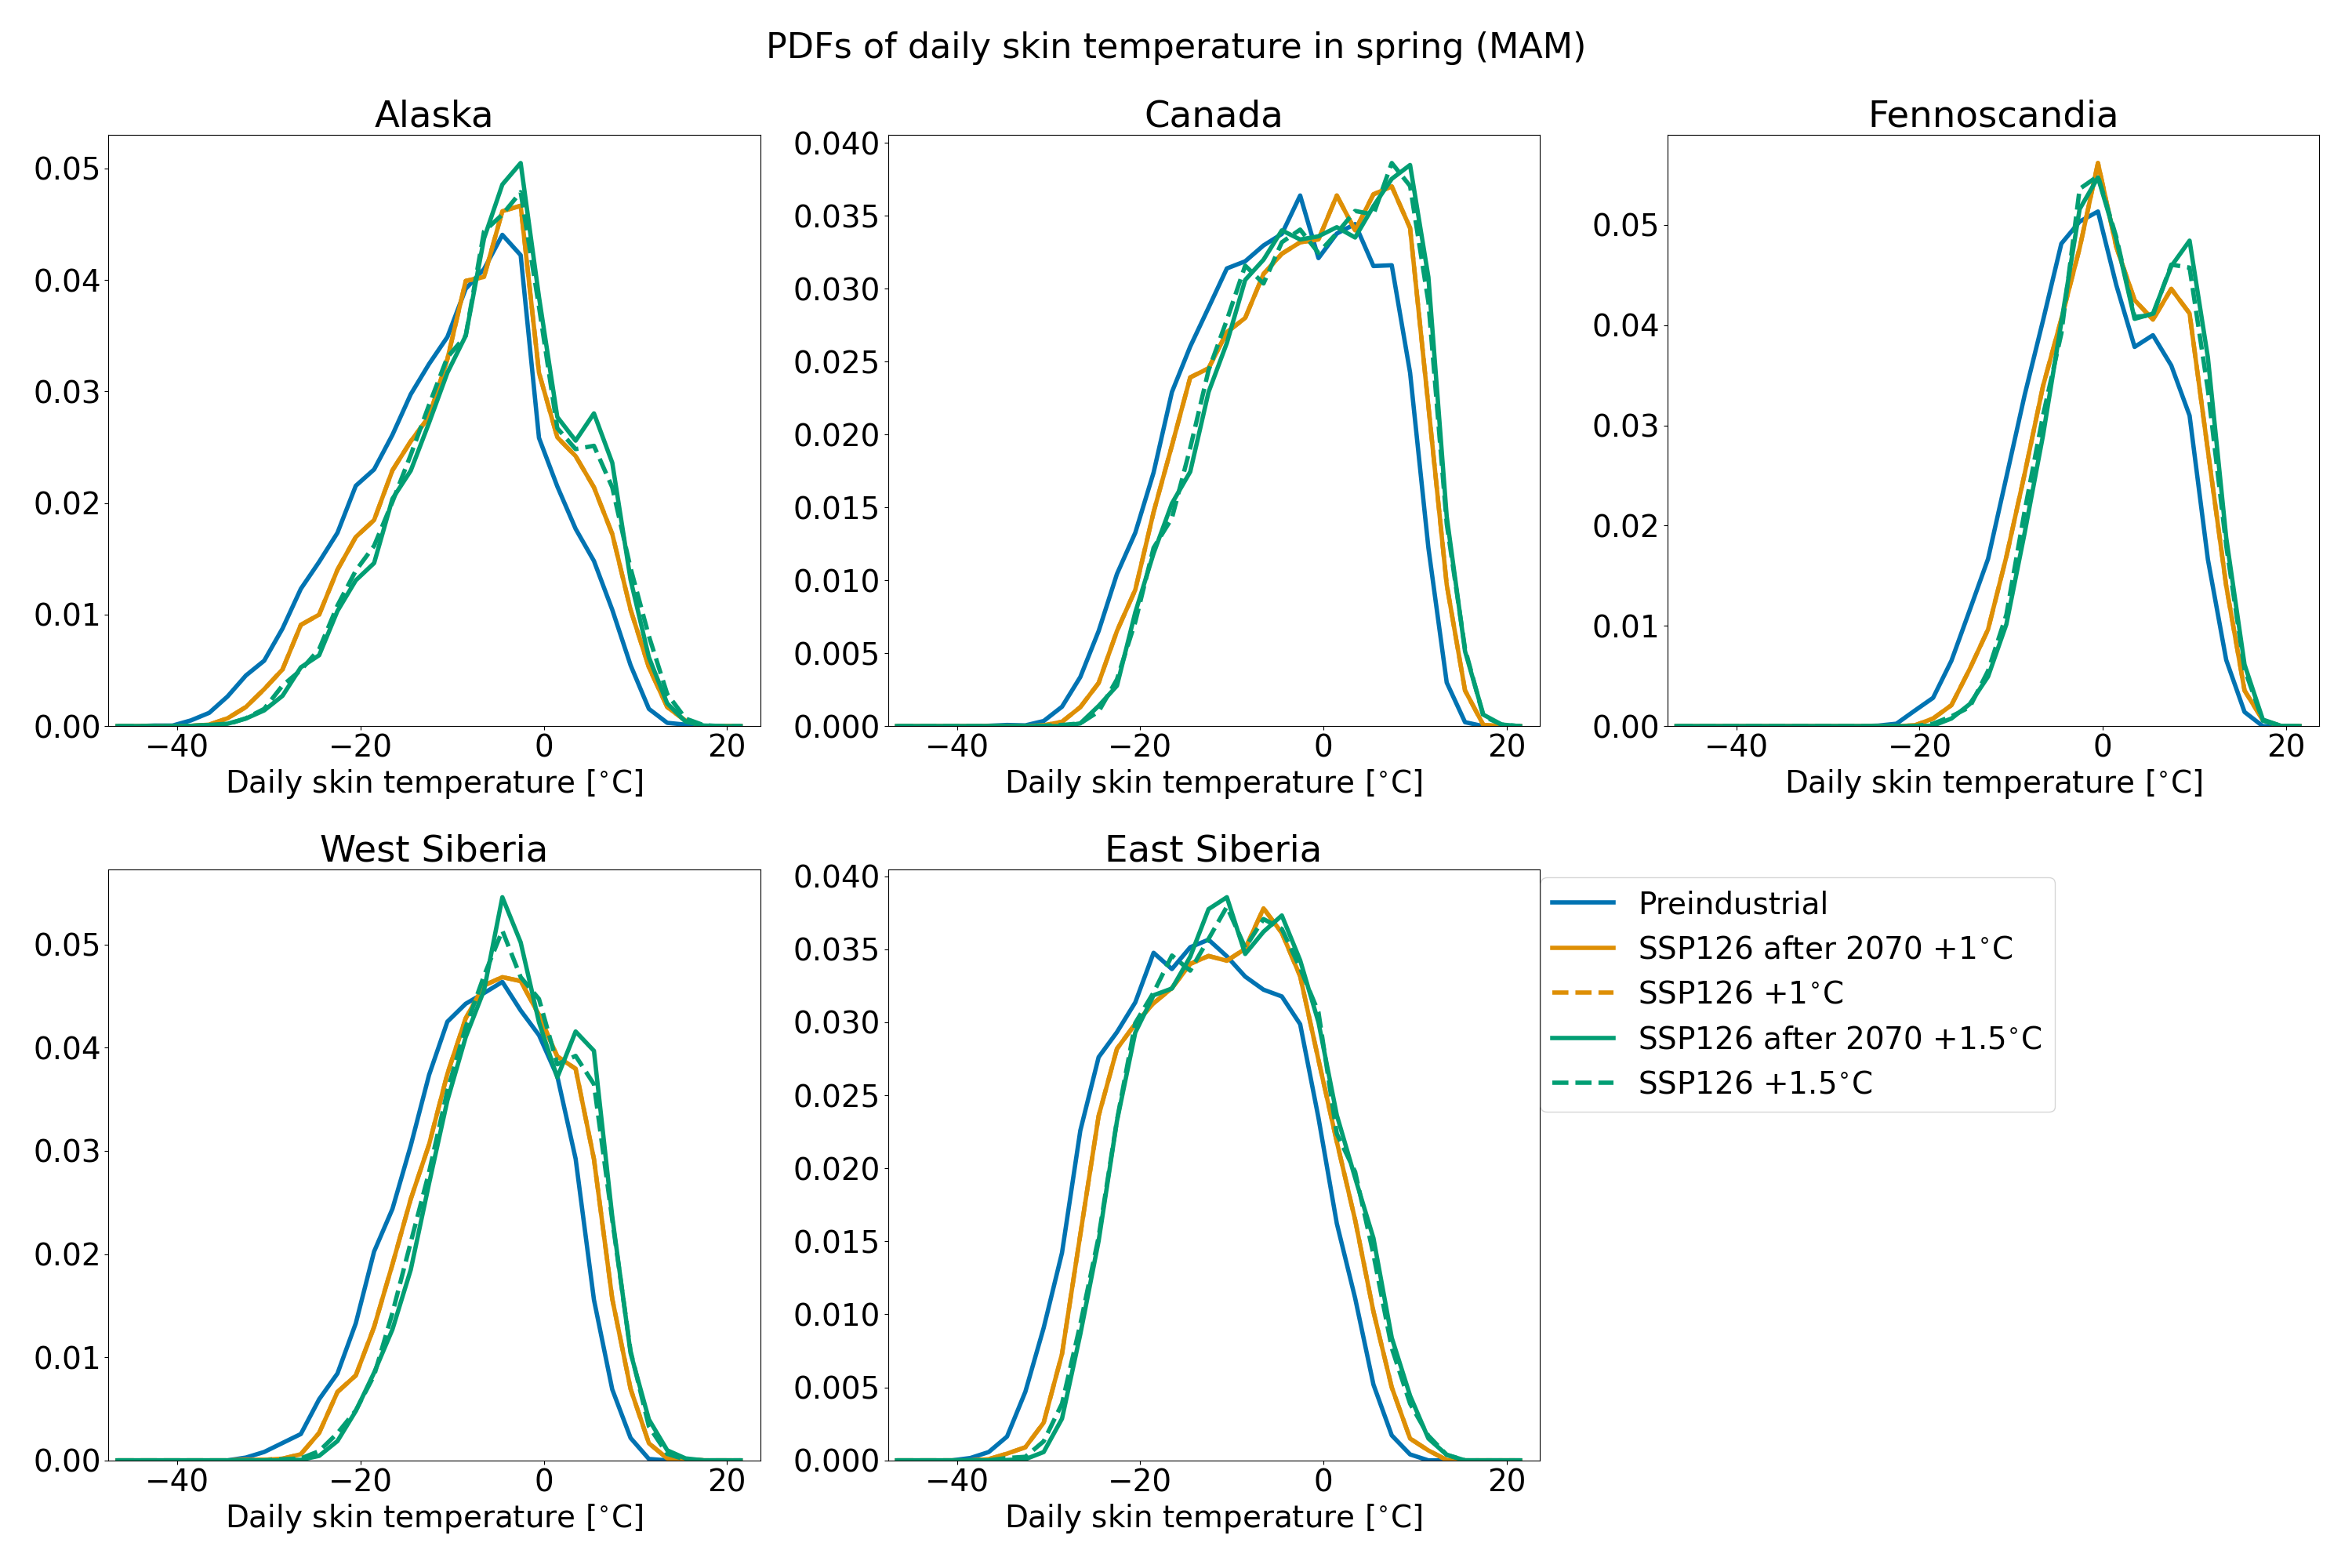 PDFs of daily skin temperature in spring (MAM)
Alaska
0.05
0.04
0.03
0.02
0.01
0.00
−40 −20 0 20
Daily skin temperature [°C]
Canada
0.040
0.035
0.030
0.025
0.020
0.015
0.010
0.005
0.000
−40 −20 0 20
Daily skin temperature [°C]
Fennoscandia
0.05
0.04
0.03
0.02
0.01
0.00
−40 −20 0 20
Daily skin temperature [°C]
West Siberia
0.05
0.04
0.03
0.02
0.01
0.00
−40 −20 0 20
Daily skin temperature [°C]
East Siberia
0.040
0.035
0.030
0.025
0.020
0.015
0.010
0.005
0.000
−40 −20 0 20
Daily skin temperature [°C]
Preindustrial
SSP126 after 2070 +1°C
SSP126 +1°C
SSP126 after 2070 +1.5°C
SSP126 +1.5°C